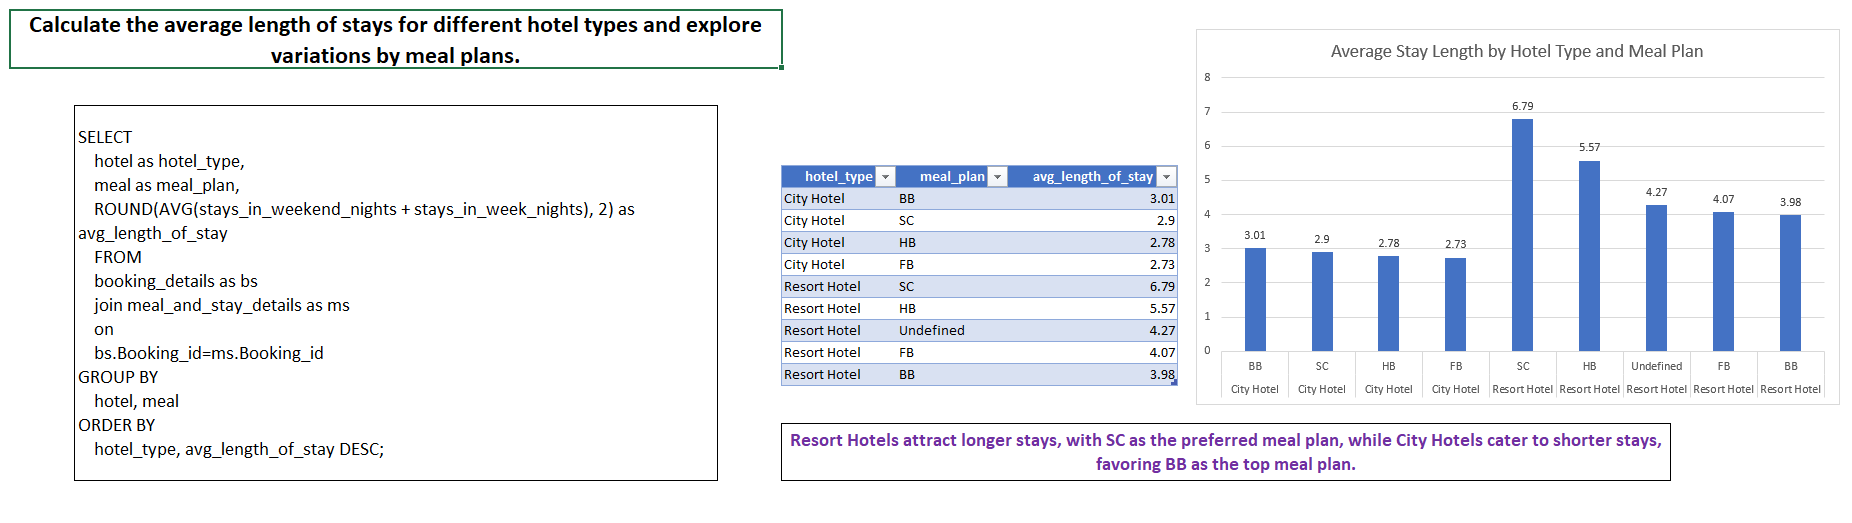 Calculate the average length of stays for different hotel types and explore
variations by meal plans.
SELECT
hotel as hotel_type,
meal as meal_plan,
ROUND(AVG(stays_in_weekend_nights + stays_in_week_nights), 2) as
avg_length_of_stay
FROM
booking_details as bs
join meal_and_stay_details as ms
on
bs.Booking_id=ms.Booking_id
GROUP BY
hotel, meal
ORDER BY
hotel_type, avg_length_of_stay DESC;
hotel_type meal_plan avg_length_of_stay
City Hotel BB 3.01
City Hotel SC 2.9
City Hotel HB 2.78
City Hotel FB 2.73
Resort Hotel SC 6.79
Resort Hotel HB 5.57
Resort Hotel Undefined 4.27
Resort Hotel FB 4.07
Resort Hotel BB 3.98
Average Stay Length by Hotel Type and Meal Plan
8
7
6
5
4
3
2
1
0
3.01 2.9 2.78 2.73 6.79 5.57 4.27 4.07 3.98
BB SC HB FB SC HB Undefined FB BB
City Hotel City Hotel City Hotel City Hotel Resort Hotel Resort Hotel Resort Hotel Resort Hotel Resort Hotel
Resort Hotels attract longer stays, with SC as the preferred meal plan, while City Hotels cater to shorter stays,
favoring BB as the top meal plan.